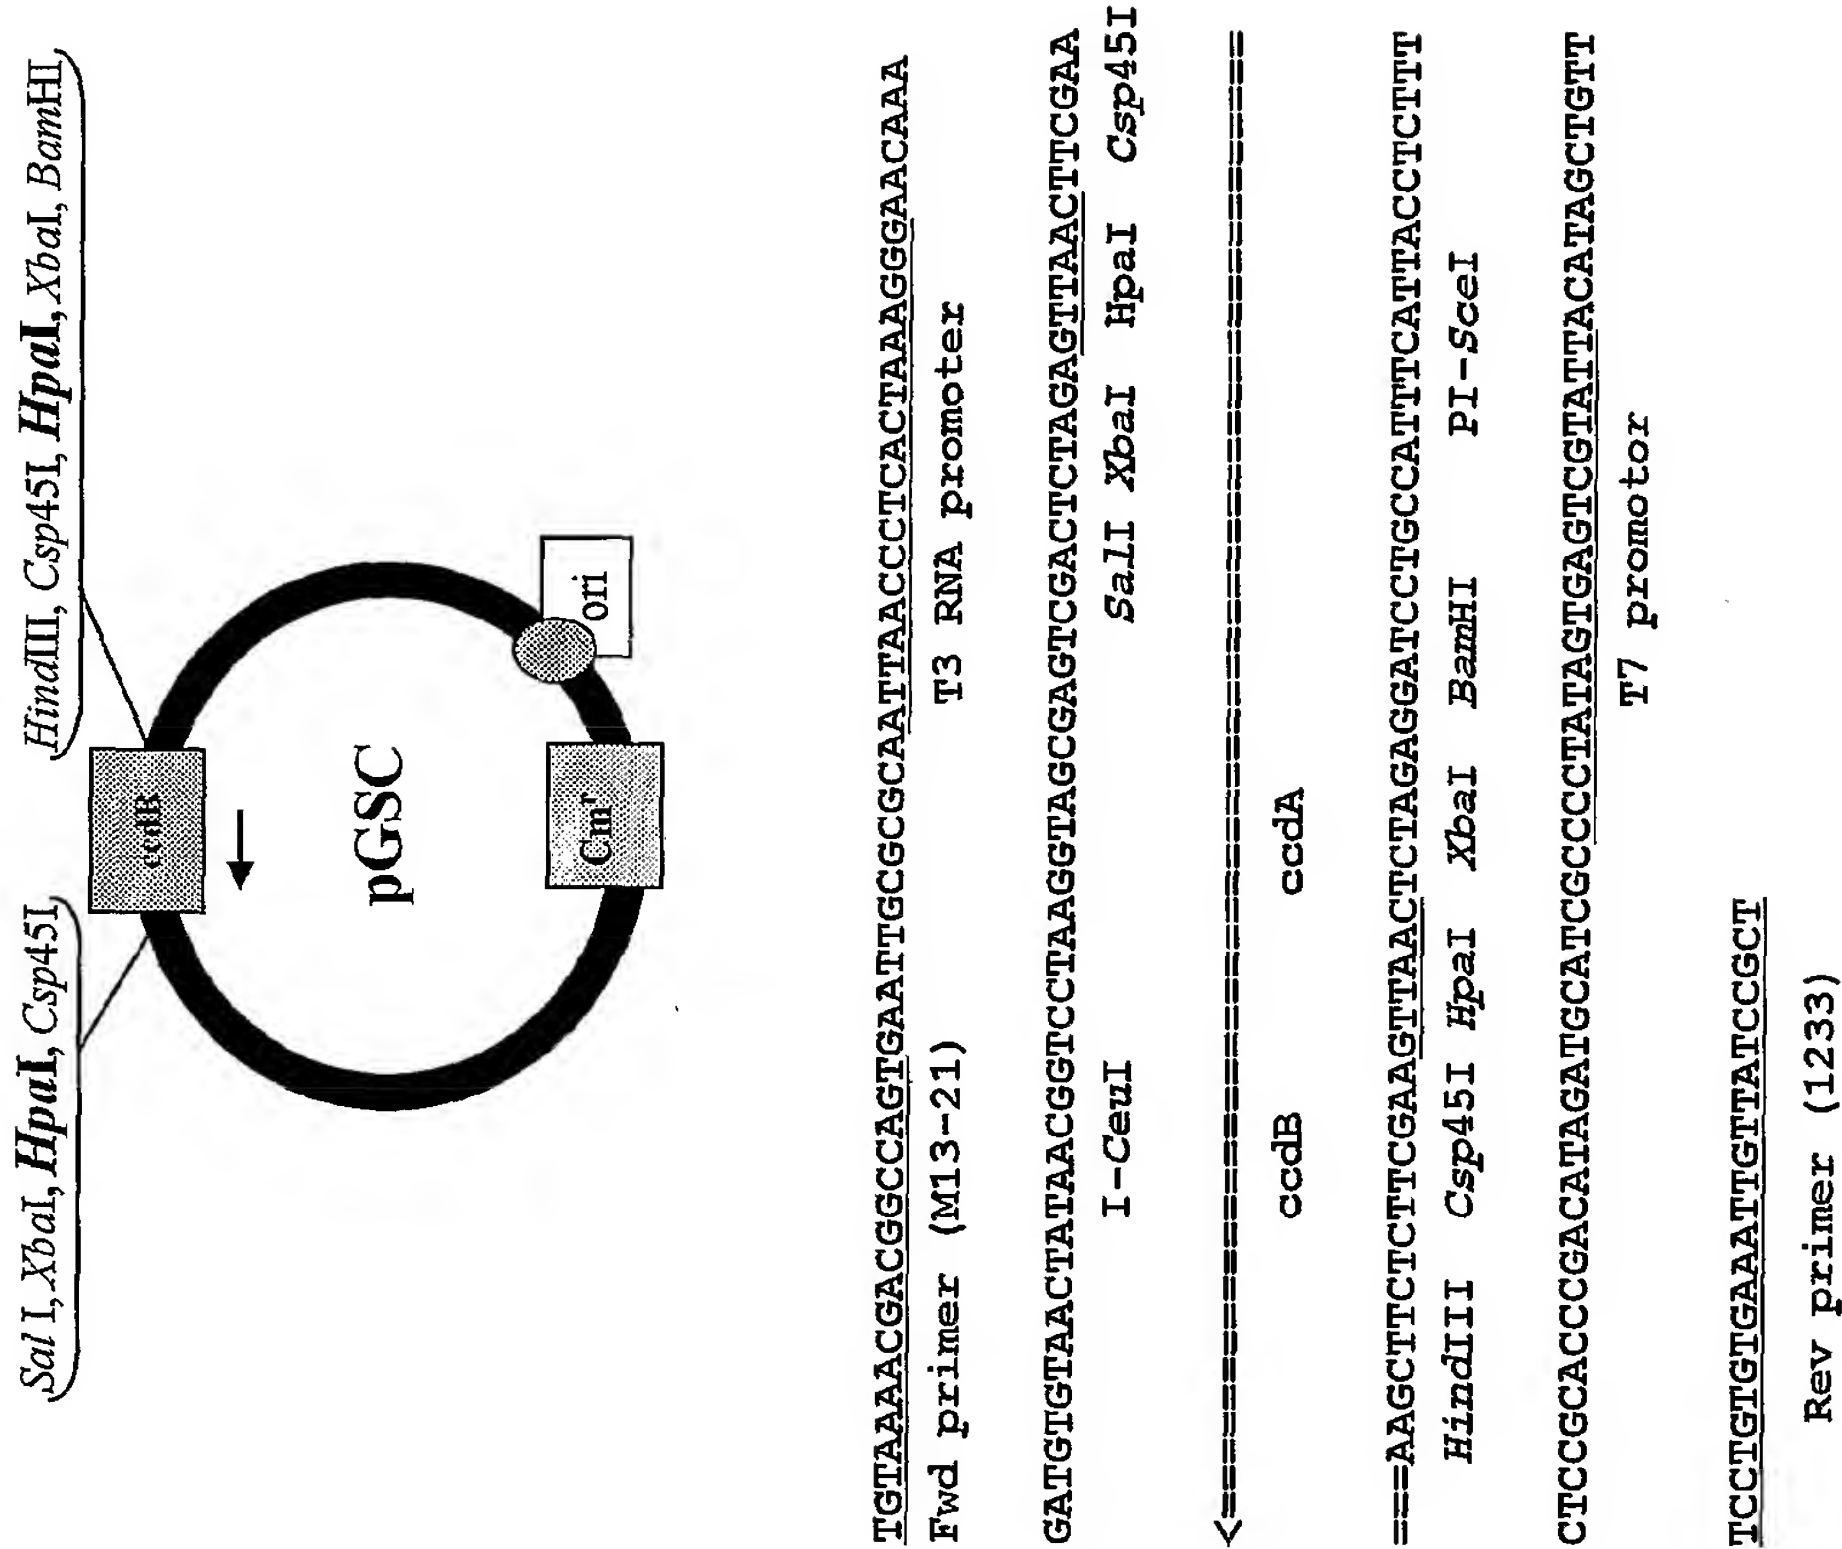 Sal I, XbaI, HpaI, Csp45I
HindIII, Csp45I, HpaI, XbaI, BamHI
ccdB
pGSC
Cmr
ori
TGTAAAACGACGGCCAGTGAATTGCGCGCAATTAACCCTCACTAAAGGGAACAAA
Fwd primer (M13-21) T3 RNA promoter
GATGTGTAACTATAACGGTCCTAAGGTAGCGAGTCGACTCTAGAGTTAACTTCGAA
I-CeuI SalI XbaI HpaI Csp45I
<======================================================
ccdB ccdA
===AAGCTTCTCTTCGAAGTTAACTCTAGAGGATCCTGCCATTTCATTACCTCTTT
HindIII Csp45I HpaI XbaI BamHI PI-SceI
CTCCGCACCCGACATAGATGCATCGCCCCTATAGTGAGTCGTATTACATAGCTGTT
T7 promotor
TCCTGTGTGAAATTGTTATCCGCT
Rev primer (1233)